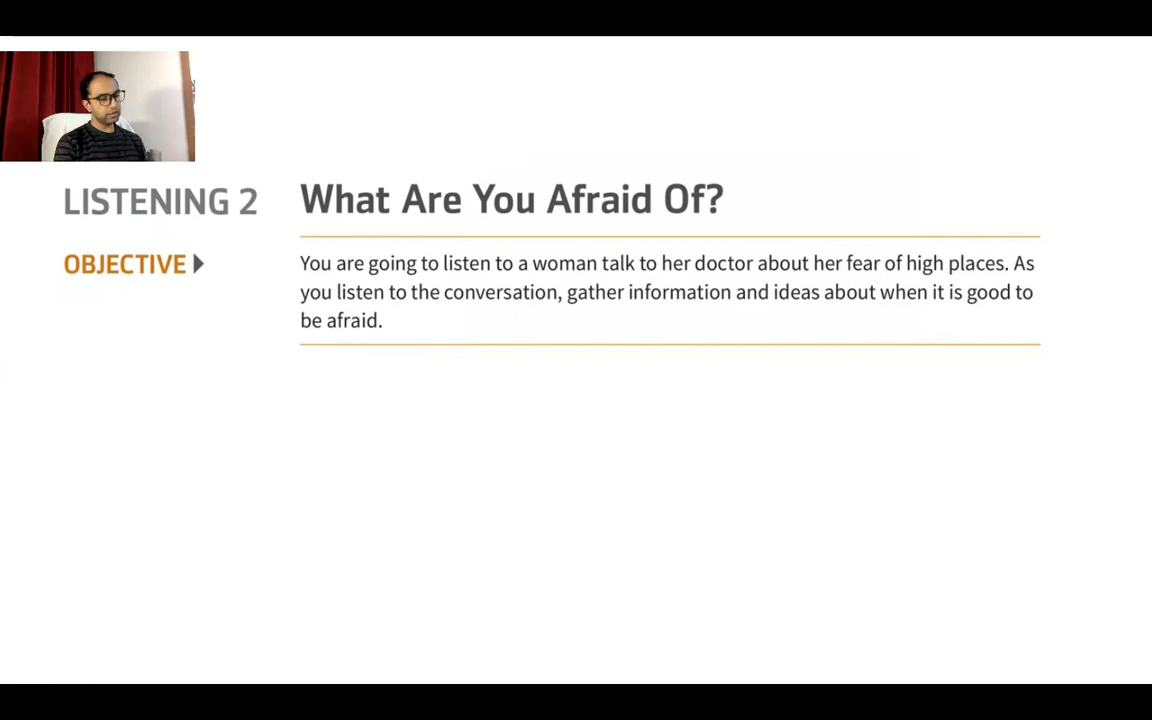 LISTENING 2
What Are You Afraid Of?
OBJECTIVE
You are going to listen to a woman talk to her doctor about her fear of high places. As
you listen to the conversation, gather information and ideas about when it is good to
be afraid.